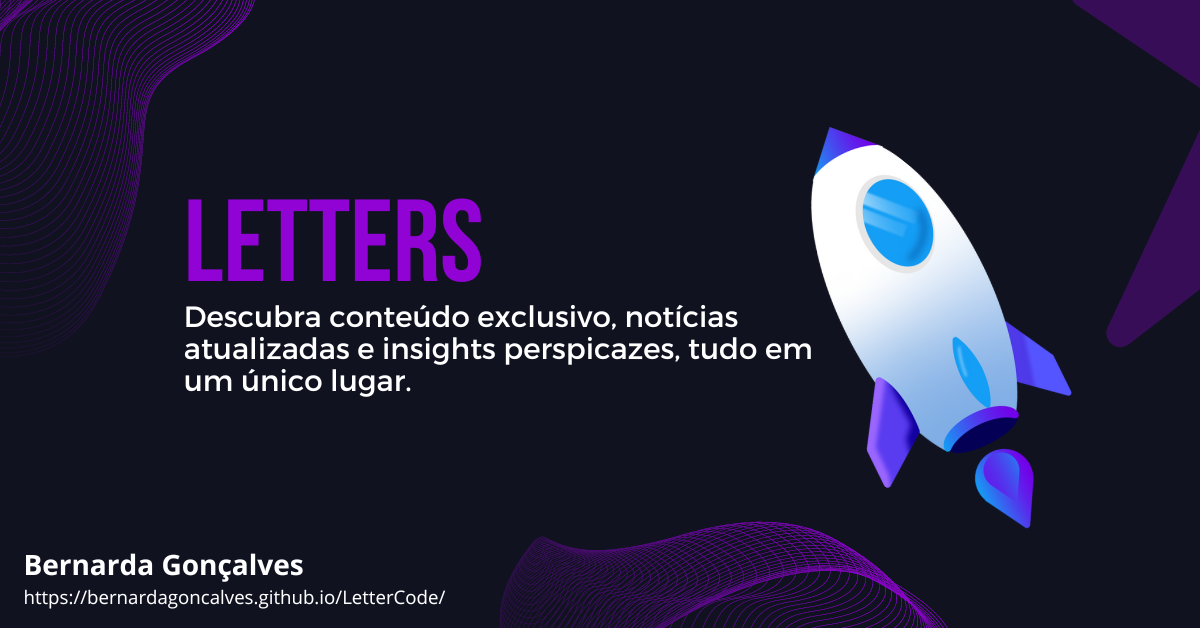 LETTERS
Descubra conteúdo exclusivo, notícias
atualizadas e insights perspicazes, tudo em
um único lugar.
Bernarda Gonçalves
https://bernardagoncalves.github.io/LetterCode/